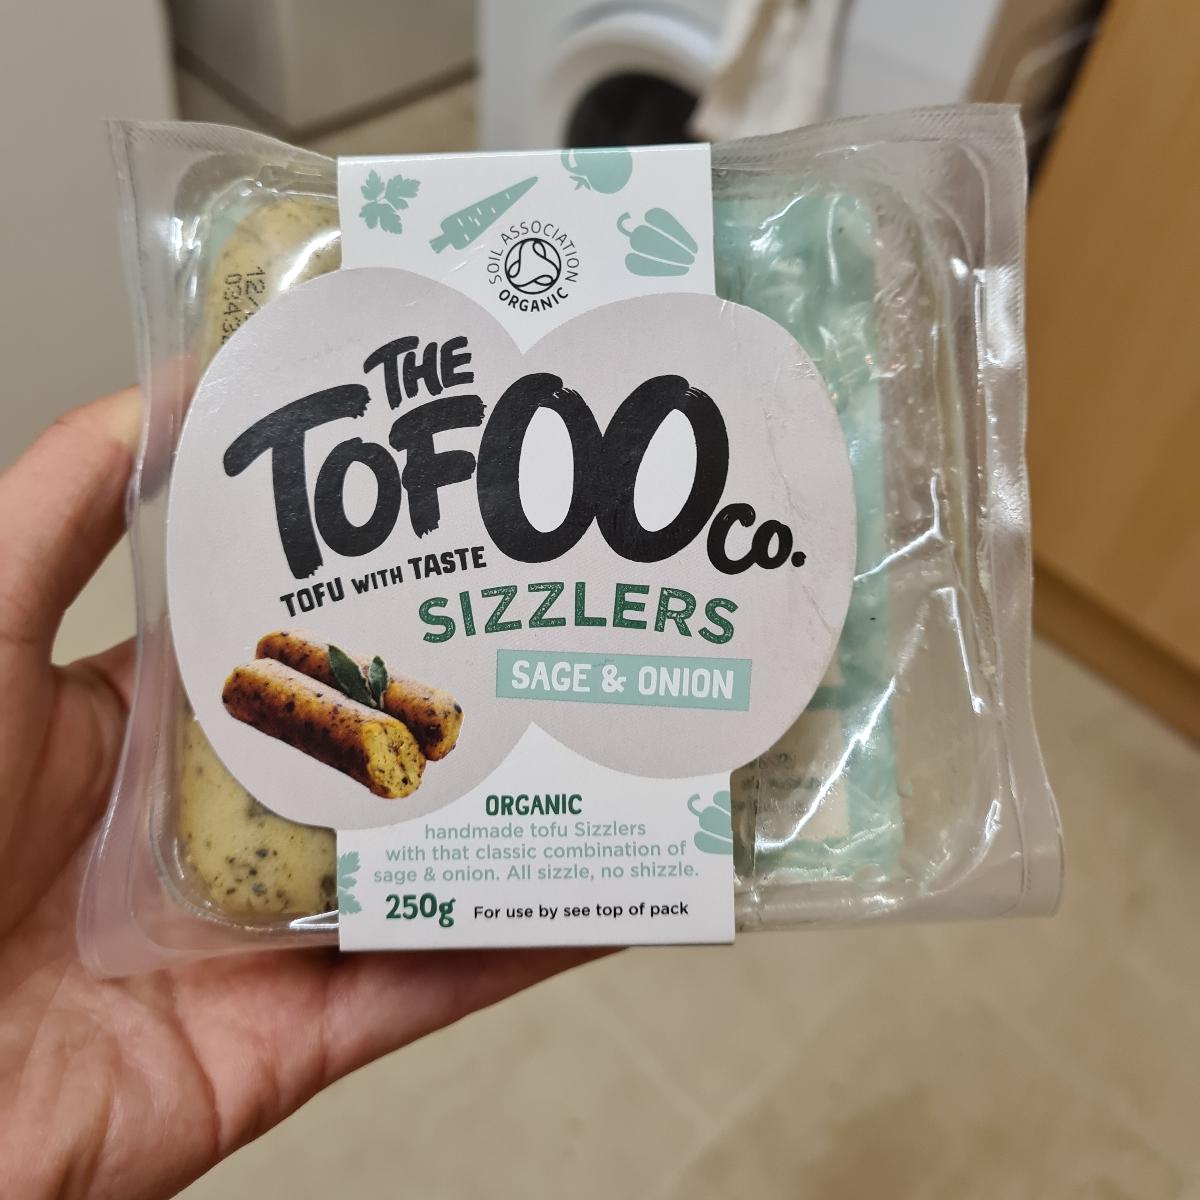 SOIL ASSOCIATION
ORGANIC
THE
TOFOO
Co.
TOFU WITH TASTE
SIZZLERS
SAGE & ONION
ORGANIC
handmade tofu Sizzlers
with that classic combination of
sage & onion. All sizzle, no shizzle.
250g For use by see top of pack